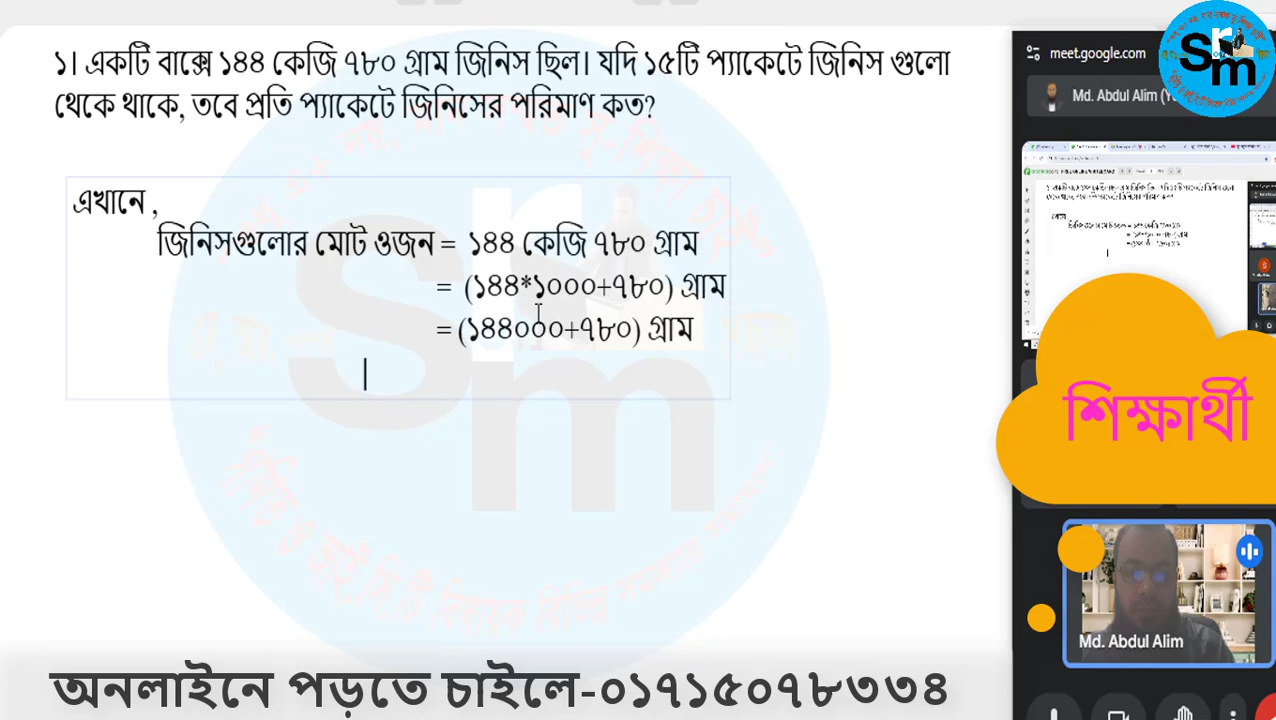 ১। একটি বাক্সে ১৪৪ কেজি ৭৮০ গ্রাম জিনিস ছিল। যদি ১৫টি প্যাকেটে জিনিস গুলো
থেকে থাকে, তবে প্রতি প্যাকেটে জিনিসের পরিমাণ কত?
এখানে ,
জিনিসগুলোর মোট ওজন = ১৪৪ কেজি ৭৮০ গ্রাম
= (১৪৪*১০০০+৭৮০) গ্রাম
= (১৪৪০০০+৭৮০) গ্রাম
meet.google.com
Md. Abdul Alim
srm
শিক্ষার্থী
Md. Abdul Alim
অনলাইনে পড়তে চাইলে-০১৭১৫০৭৮৩৩৪